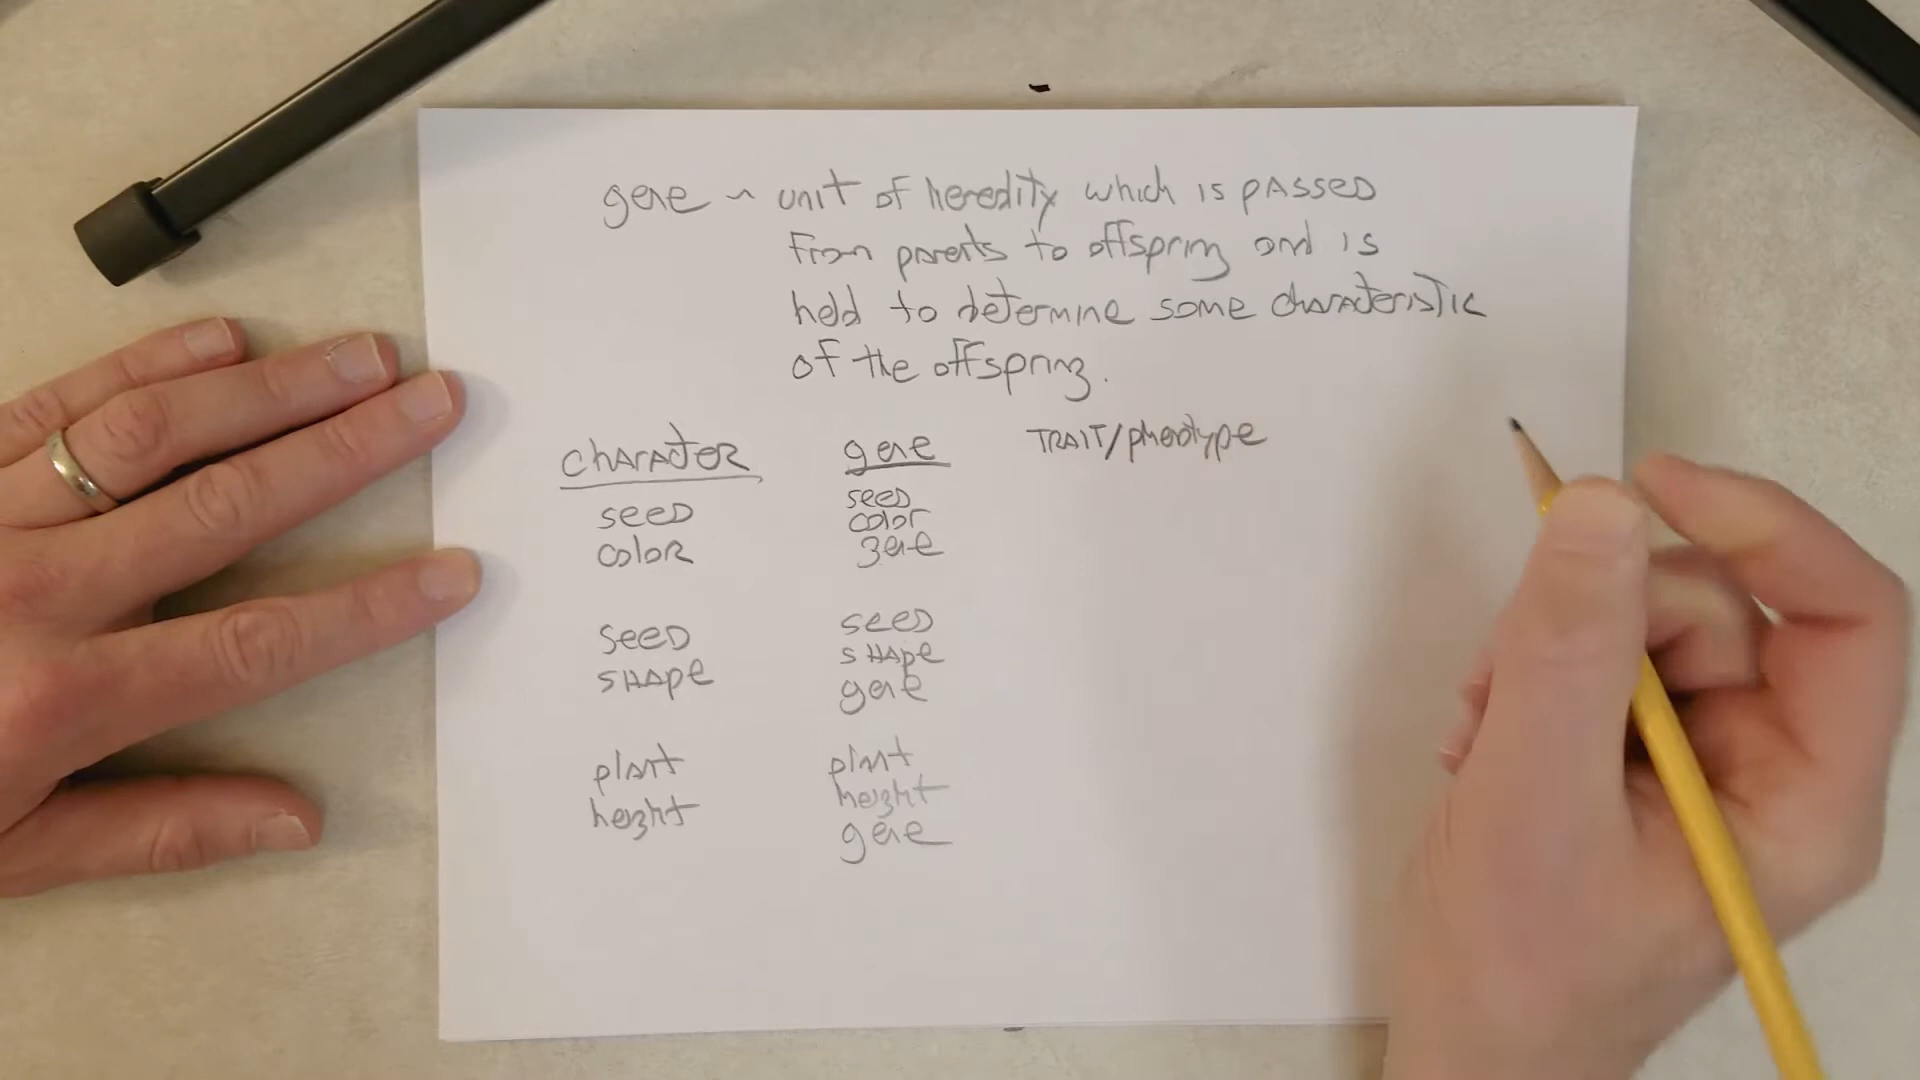 gene ~ unit of heredity which is passed
from parents to offspring and is
held to determine some characteristic
of the offspring.
character gene TRAIT/phenotype
seed
color
seed
color
gene
seed
shape
seed
shape
gene
plant
height
plant
height
gene